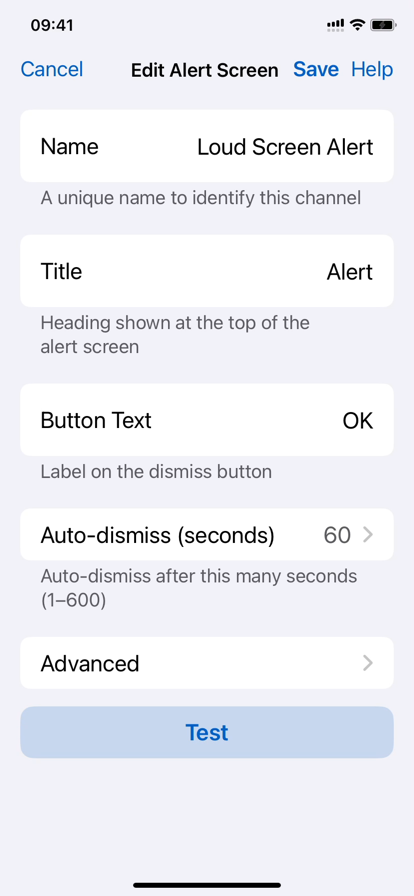 09:41
Cancel Edit Alert Screen Save Help
Name Loud Screen Alert
A unique name to identify this channel
Title Alert
Heading shown at the top of the
alert screen
Button Text OK
Label on the dismiss button
Auto-dismiss (seconds) 60
Auto-dismiss after this many seconds
(1–600)
Advanced
Test